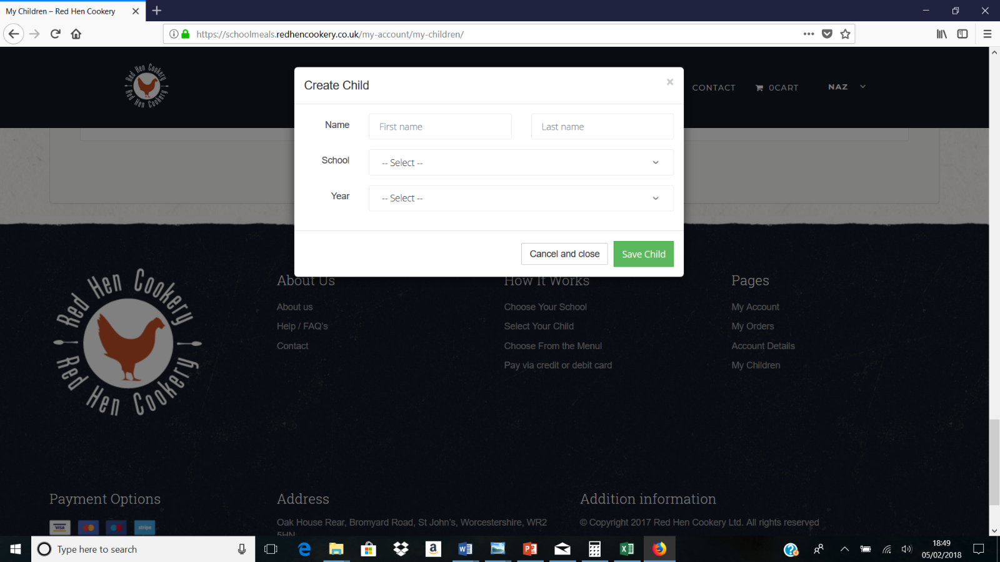 My Children – Red Hen Cookery
https://schoolmeals.redhencookery.co.uk/my-account/my-children/
Red Hen Cookery
Red Hen Cookery
CONTACT
0CART
NAZ
Create Child
×
Name
First name
Last name
School
-- Select --
Year
-- Select --
Cancel and close
Save Child
Red Hen Cookery
Red Hen Cookery
About Us
About us
Help / FAQ's
Contact
How It Works
Choose Your School
Select Your Child
Choose From the Menu!
Pay via credit or debit card
Pages
My Account
My Orders
Account Details
My Children
Payment Options
VISA
stripe
Address
Oak House Rear, Bromyard Road, St John's, Worcestershire, WR2
5HN
Addition information
© Copyright 2017 Red Hen Cookery Ltd. All rights reserved
Type here to search
18:49
05/02/2018